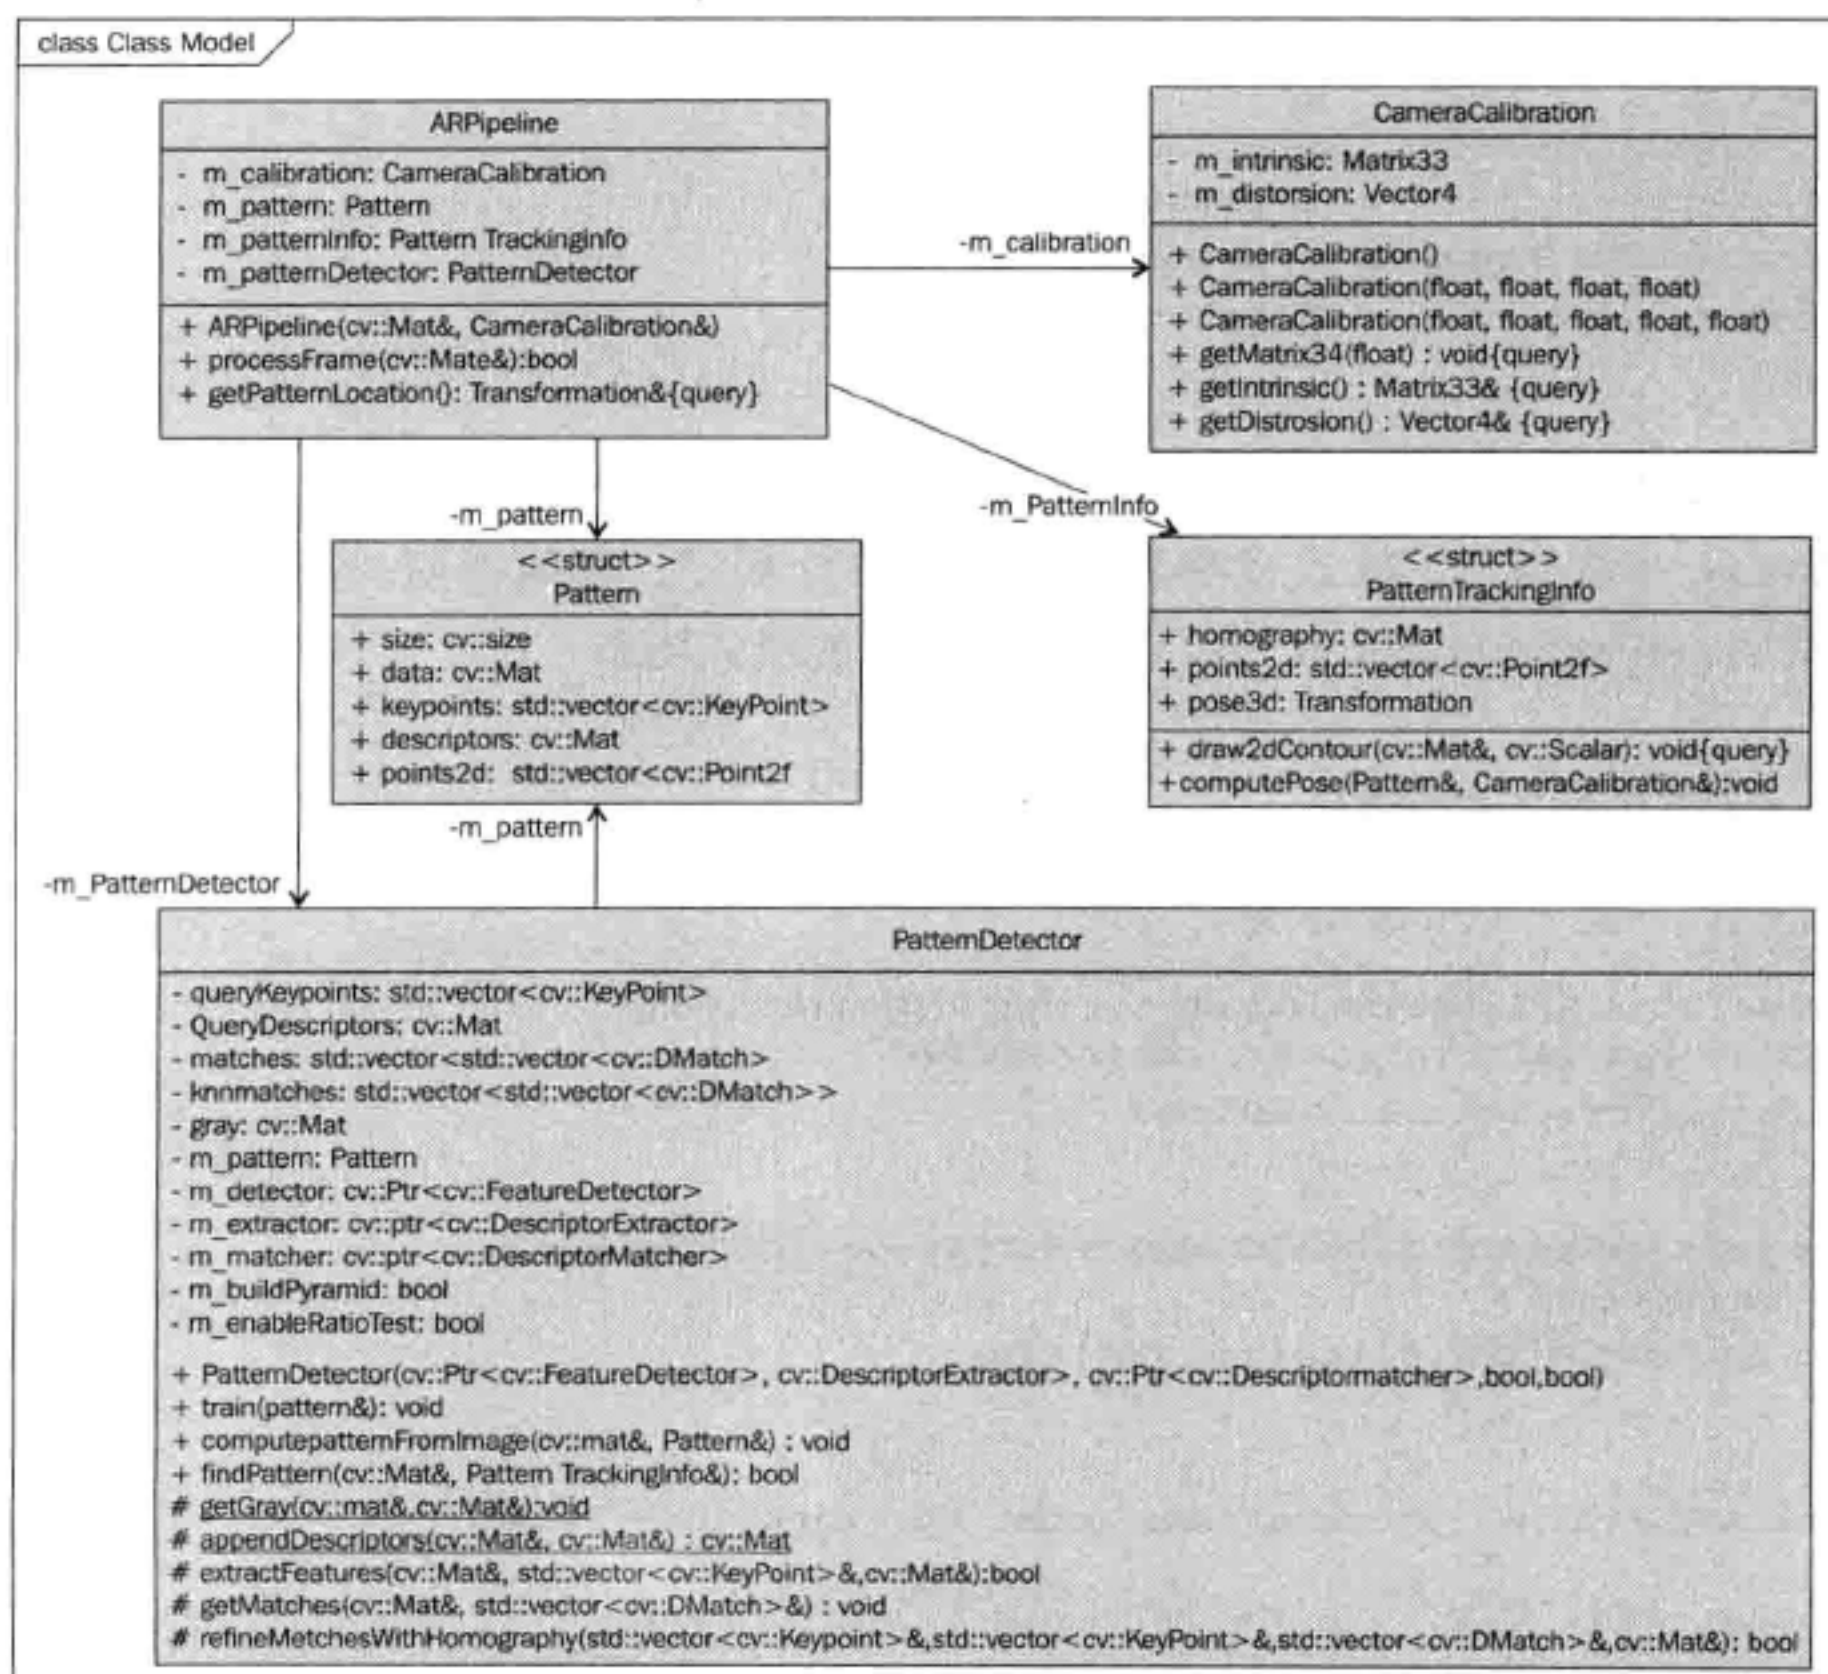 class Class Model
ARPipeline
- m_calibration: CameraCalibration
- m_pattern: Pattern
- m_patternInfo: Pattern TrackingInfo
- m_patternDetector: PatternDetector
+ ARPipeline(cv::Mat&, CameraCalibration&)
+ processFrame(cv::Mate&):bool
+ getPatternLocation(): Transformation&{query}
-m_calibration
CameraCalibration
- m_intrinsic: Matrix33
- m_distorsion: Vector4
+ CameraCalibration()
+ CameraCalibration(float, float, float, float)
+ CameraCalibration(float, float, float, float, float)
+ getMatrix34(float) : void{query}
+ getIntrinsic() : Matrix33& {query}
+ getDistrosion() : Vector4& {query}
-m_pattern
-m_PatternInfo
<<struct>>
Pattern
+ size: cv::size
+ data: cv::Mat
+ keypoints: std::vector<cv::KeyPoint>
+ descriptors: cv::Mat
+ points2d: std::vector<cv::Point2f
<<struct>>
PatternTrackingInfo
+ homography: cv::Mat
+ points2d: std::vector<cv::Point2f>
+ pose3d: Transformation
+ draw2dContour(cv::Mat&, cv::Scalar): void{query}
+computePose(Pattern&, CameraCalibration&):void
-m_pattern
-m_PatternDetector
PatternDetector
- queryKeypoints: std::vector<cv::KeyPoint>
- QueryDescriptors: cv::Mat
- matches: std::vector<std::vector<cv::DMatch>
- knnmatches: std::vector<std::vector<cv::DMatch>>
- gray: cv::Mat
- m_pattern: Pattern
- m_detector: cv::Ptr<cv::FeatureDetector>
- m_extractor: cv::ptr<cv::DescriptorExtractor>
- m_matcher: cv::ptr<cv::DescriptorMatcher>
- m_buildPyramid: bool
- m_enableRatioTest: bool
+ PatternDetector(cv::Ptr<cv::FeatureDetector>, cv::DescriptorExtractor>, cv::Ptr<cv::Descriptormatcher>,bool,bool)
+ train(pattern&): void
+ computepatternFromImage(cv::mat&, Pattern&) : void
+ findPattern(cv::Mat&, Pattern TrackingInfo&): bool
# getGray(cv::mat&,cv::Mat&):void
# appendDescriptors(cv::Mat&, cv::Mat&) : cv::Mat
# extractFeatures(cv::Mat&, std::vector<cv::KeyPoint>&,cv::Mat&):bool
# getMatches(cv::Mat&, std::vector<cv::DMatch>&) : void
# refineMetchesWithHomography(std::vector<cv::Keypoint>&,std::vector<cv::KeyPoint>&,std::vector<cv::DMatch>&,cv::Mat&): bool